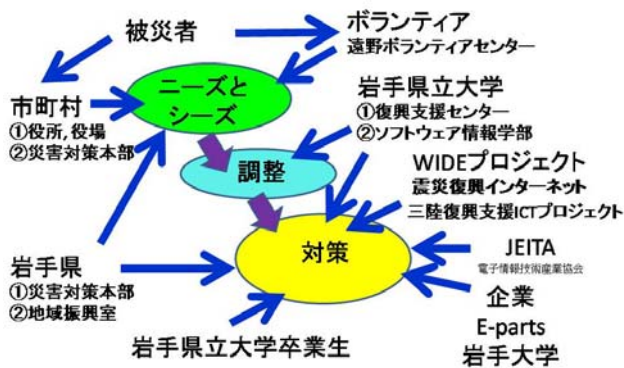 被災者
ボランティア
遠野ボランティアセンター
ニーズと
シーズ
市町村
①役所,役場
②災害対策本部
岩手県立大学
①復興支援センター
②ソフトウェア情報学部
調整
WIDEプロジェクト
震災復興インターネット
三陸復興支援ICTプロジェクト
対策
JEITA
電子情報技術産業協会
岩手県
①災害対策本部
②地域振興室
企業
E-parts
岩手大学
岩手県立大学卒業生